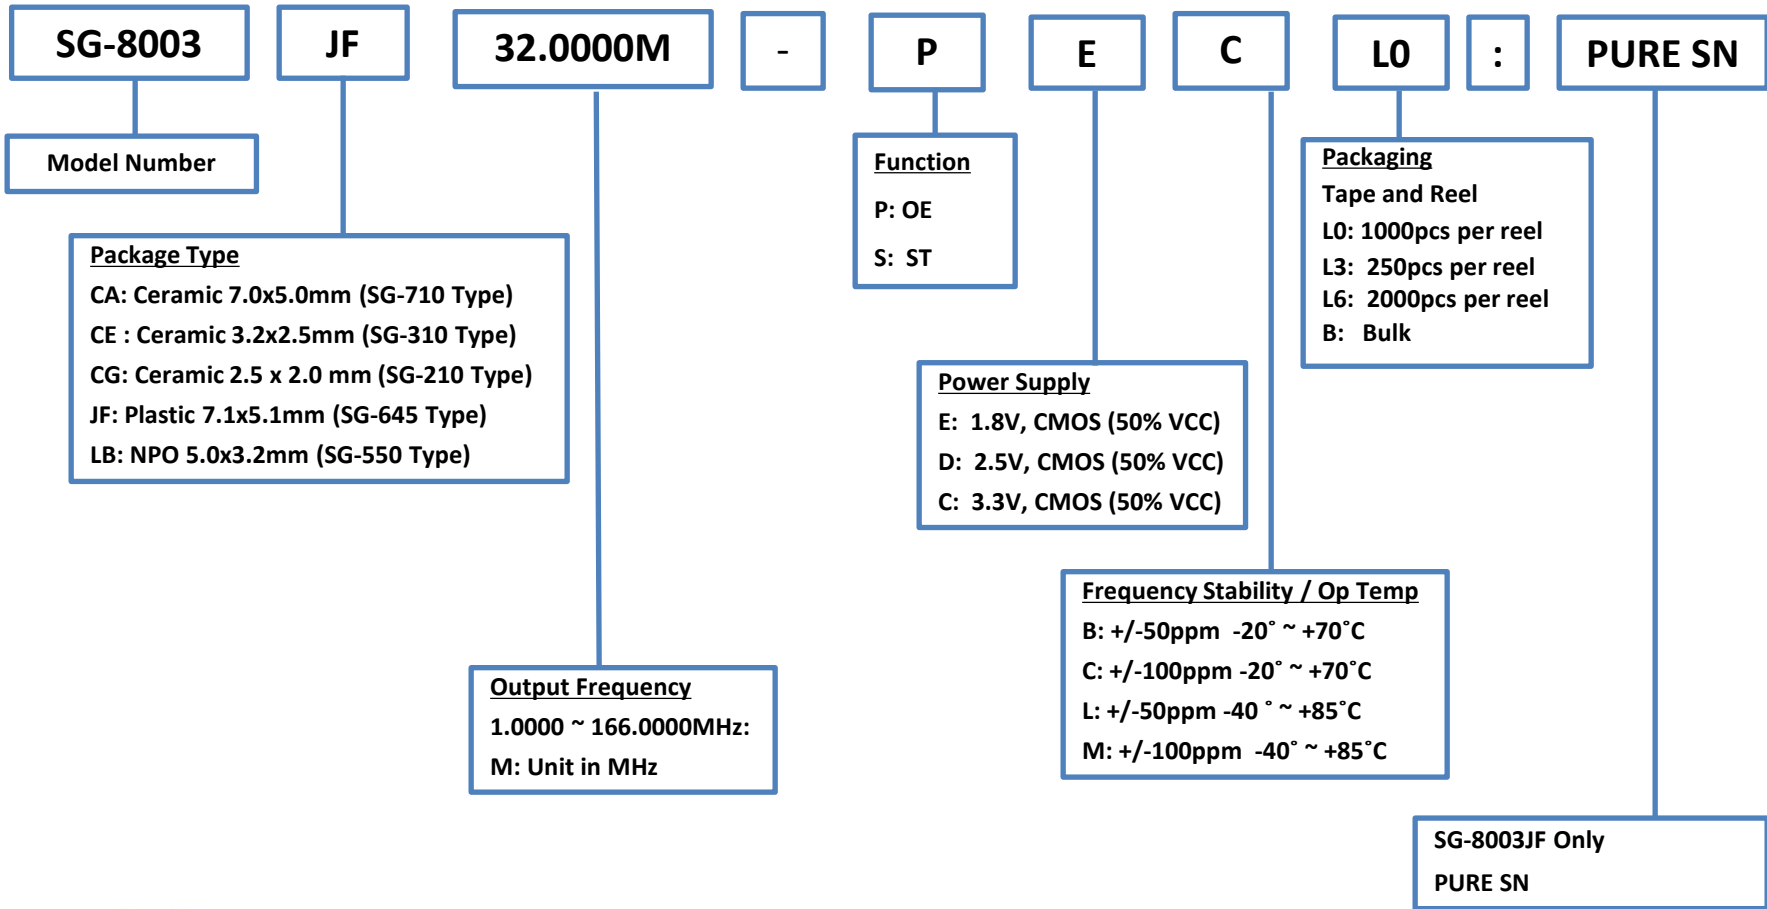 SG-8003 JF 32.0000M - P E C L0 : PURE SN
Model Number
Package Type
CA: Ceramic 7.0x5.0mm (SG-710 Type)
CE : Ceramic 3.2x2.5mm (SG-310 Type)
CG: Ceramic 2.5 x 2.0 mm (SG-210 Type)
JF: Plastic 7.1x5.1mm (SG-645 Type)
LB: NPO 5.0x3.2mm (SG-550 Type)
Output Frequency
1.0000 ~ 166.0000MHz:
M: Unit in MHz
Function
P: OE
S: ST
Power Supply
E: 1.8V, CMOS (50% VCC)
D: 2.5V, CMOS (50% VCC)
C: 3.3V, CMOS (50% VCC)
Frequency Stability / Op Temp
B: +/-50ppm -20˚ ~ +70˚C
C: +/-100ppm -20˚ ~ +70˚C
L: +/-50ppm -40 ˚ ~ +85˚C
M: +/-100ppm -40˚ ~ +85˚C
Packaging
Tape and Reel
L0: 1000pcs per reel
L3: 250pcs per reel
L6: 2000pcs per reel
B: Bulk
SG-8003JF Only
PURE SN